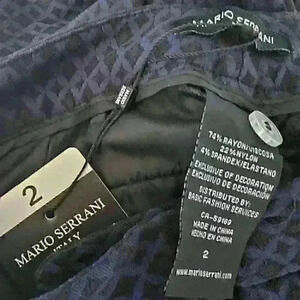 MARIO SERRANI
2
MARIO SERRANI
ITALY
74% RAYON/VISCOSA
22% NYLON
4% SPANDEX/ELASTANO
EXCLUSIVE OF DECORATION
EXCLUSIVO DE DECORACIÓN
DISTRIBUTED BY:
BASIC FASHION SERVICES
CA-59169
MADE IN CHINA
HECHO EN CHINA
2
www.marioserrani.com